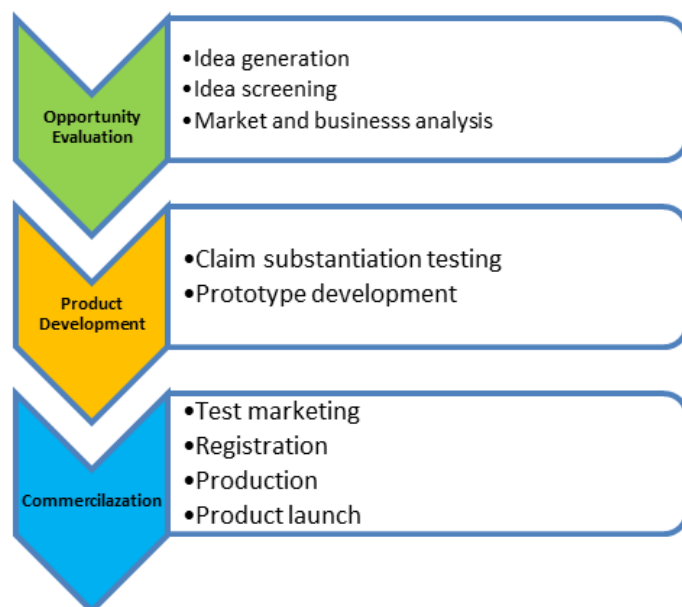 Opportunity
Evaluation
•Idea generation
•Idea screening
•Market and businesss analysis
Product
Development
•Claim substantiation testing
•Prototype development
Commercilazation
•Test marketing
•Registration
•Production
•Product launch